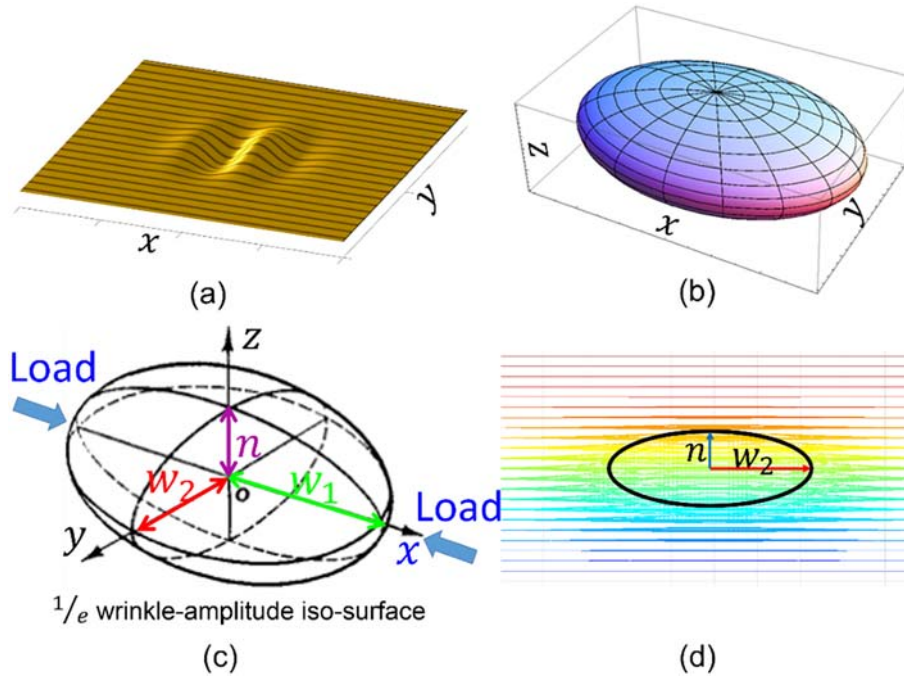 x
y
(a)
z
x
y
(b)
z
Load
n
w₂
o
w₁
Load
y
x
1/e wrinkle-amplitude iso-surface
(c)
n
w₂
(d)